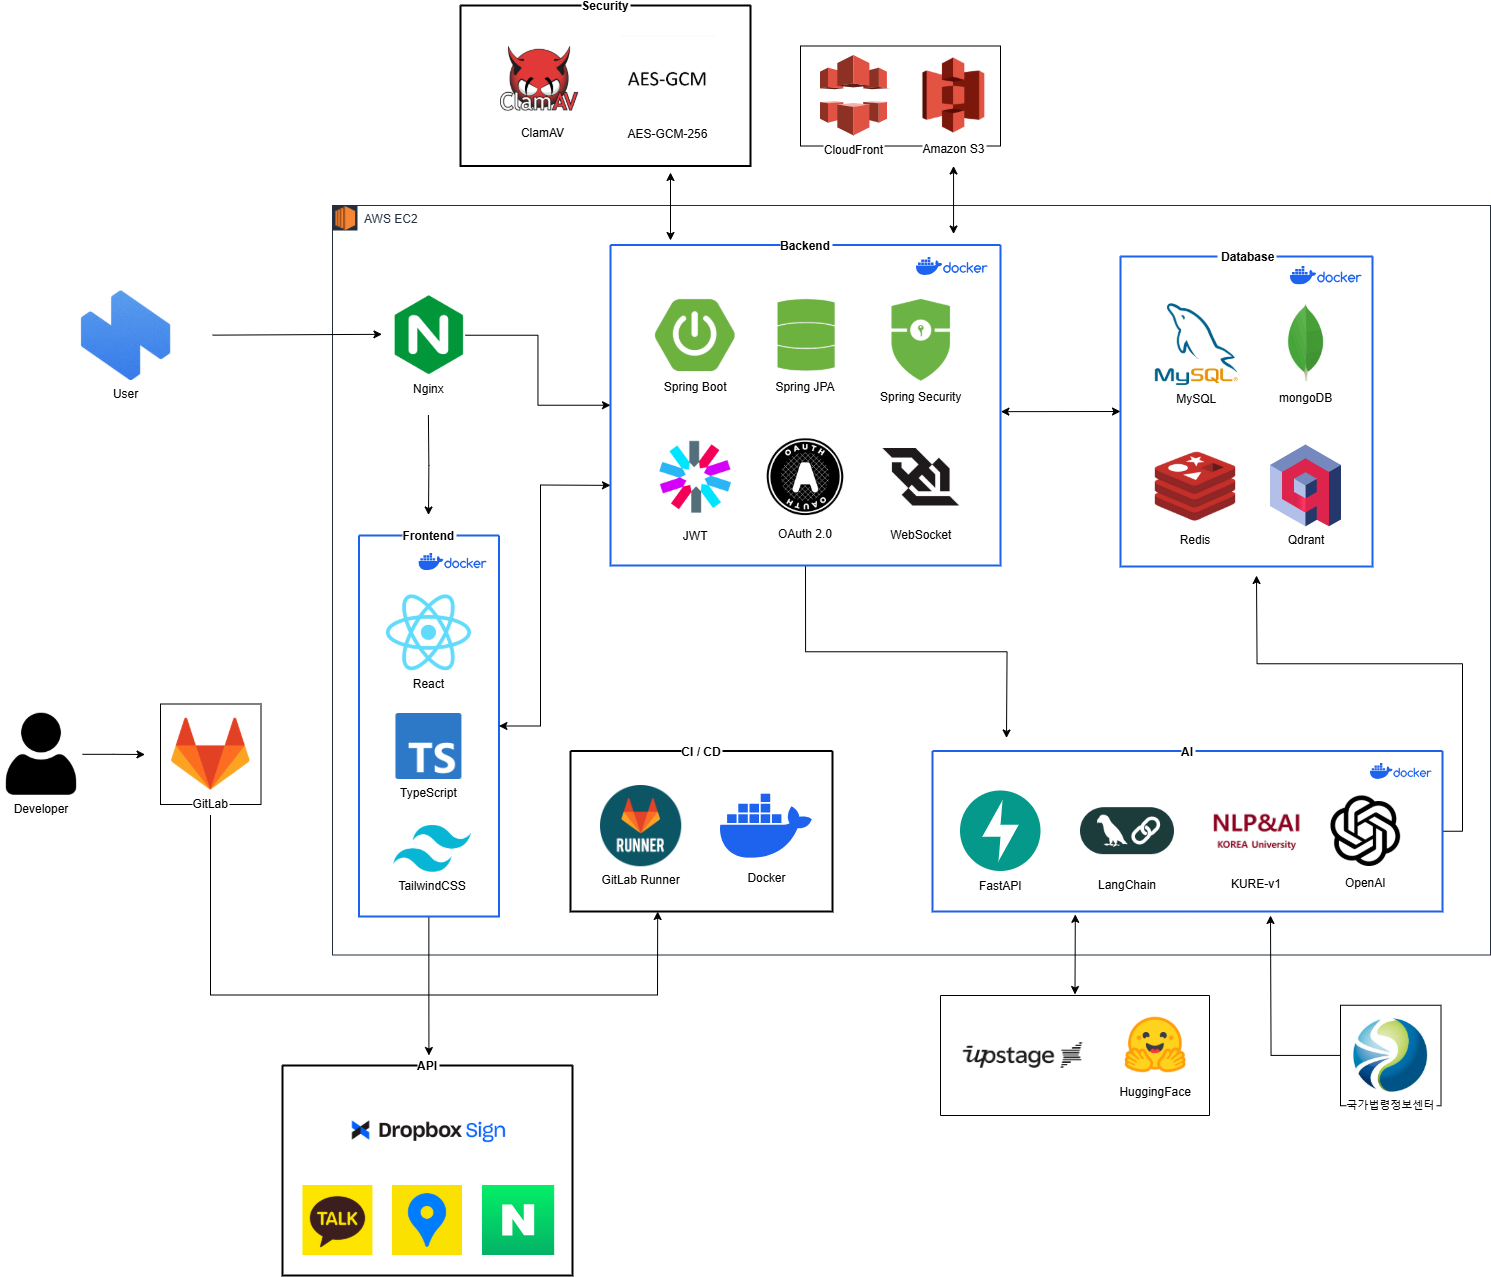 Security
ClamAV
ClamAV
AES-GCM
AES-GCM-256
CloudFront
Amazon S3
AWS EC2
User
Nginx
Backend
docker
Spring Boot
Spring JPA
Spring Security
JWT
OAUTH
OAUTH
OAuth 2.0
WebSocket
Database
docker
MySQL
MySQL
mongoDB
Redis
Qdrant
Frontend
docker
React
TS
TypeScript
TailwindCSS
Developer
GitLab
CI / CD
RUNNER
GitLab Runner
Docker
AI
docker
FastAPI
LangChain
NLP&AI
KOREA University
KURE-v1
OpenAI
upstage
HuggingFace
국가법령정보센터
API
Dropbox Sign
TALK
N